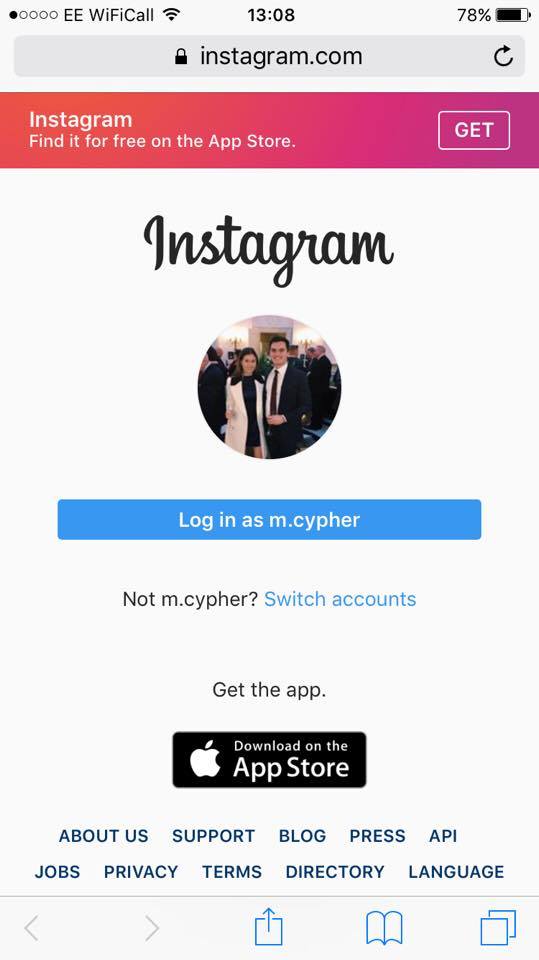 EE WiFiCall 13:08 78%
instagram.com
Instagram
Find it for free on the App Store.
GET
Instagram
Log in as m.cypher
Not m.cypher? Switch accounts
Get the app.
Download on the
App Store
ABOUT US SUPPORT BLOG PRESS API
JOBS PRIVACY TERMS DIRECTORY LANGUAGE